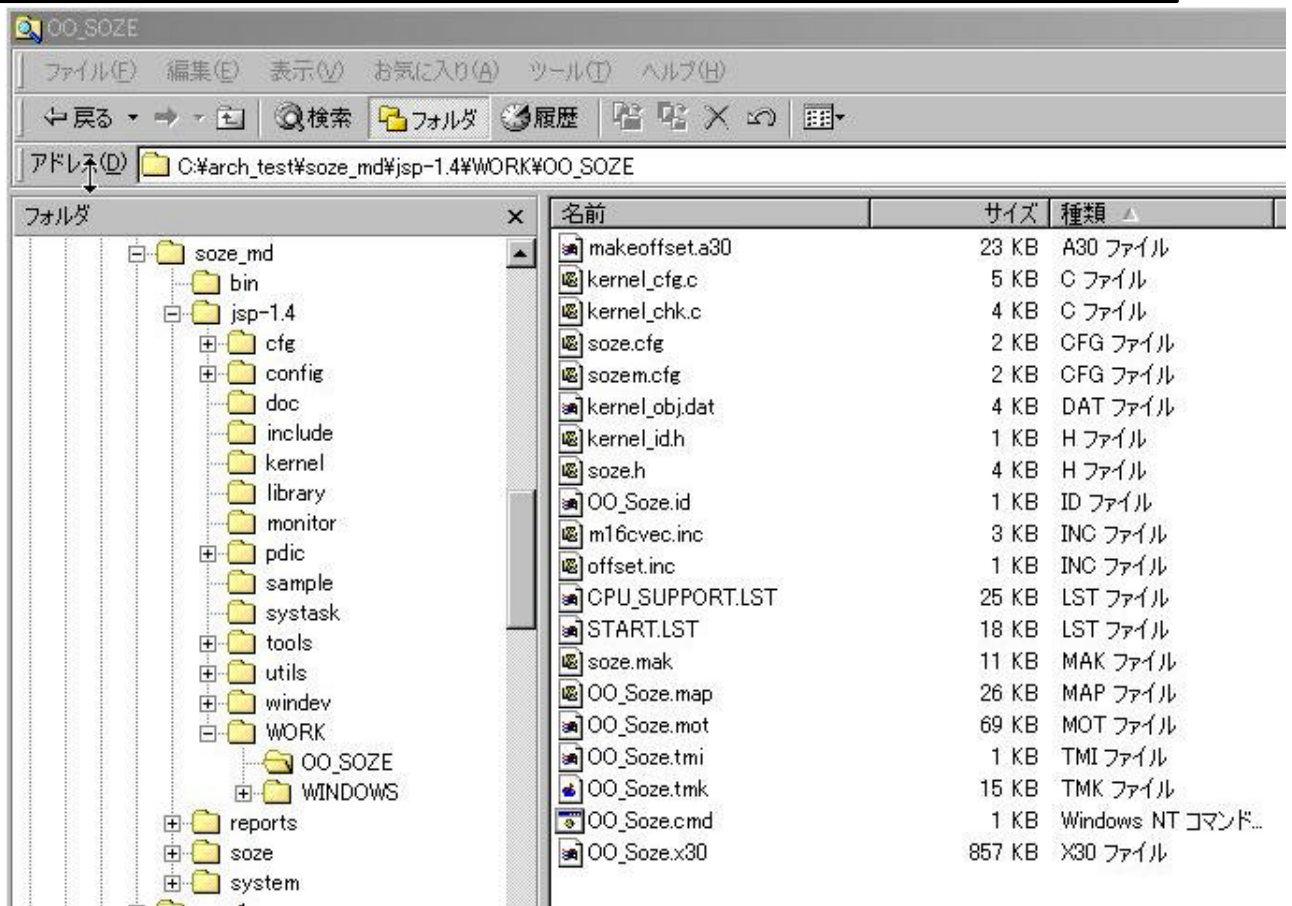 OO_SOZE
ファイル(F) 編集(E) 表示(V) お気に入り(A) ツール(T) ヘルプ(H)
戻る 検索 フォルダ 履歴
アドレス(D) C:¥arch_test¥soze_md¥jsp-1.4¥WORK¥OO_SOZE
フォルダ
soze_md
bin
jsp-1.4
cfg
config
doc
include
kernel
library
monitor
pdic
sample
systask
tools
utils
windev
WORK
OO_SOZE
WINDOWS
reports
soze
system
名前 サイズ 種類
makeoffset.a30 23 KB A30 ファイル
kernel_cfg.c 5 KB C ファイル
kernel_chk.c 4 KB C ファイル
soze.cfg 2 KB CFG ファイル
sozem.cfg 2 KB CFG ファイル
kernel_obj.dat 4 KB DAT ファイル
kernel_id.h 1 KB H ファイル
soze.h 4 KB H ファイル
OO_Soze.id 1 KB ID ファイル
m16cvec.inc 3 KB INC ファイル
offset.inc 1 KB INC ファイル
CPU_SUPPORT.LST 25 KB LST ファイル
START.LST 18 KB LST ファイル
soze.mak 11 KB MAK ファイル
OO_Soze.map 26 KB MAP ファイル
OO_Soze.mot 69 KB MOT ファイル
OO_Soze.tmi 1 KB TMI ファイル
OO_Soze.tmk 15 KB TMK ファイル
OO_Soze.cmd 1 KB Windows NT コマンド...
OO_Soze.x30 857 KB X30 ファイル